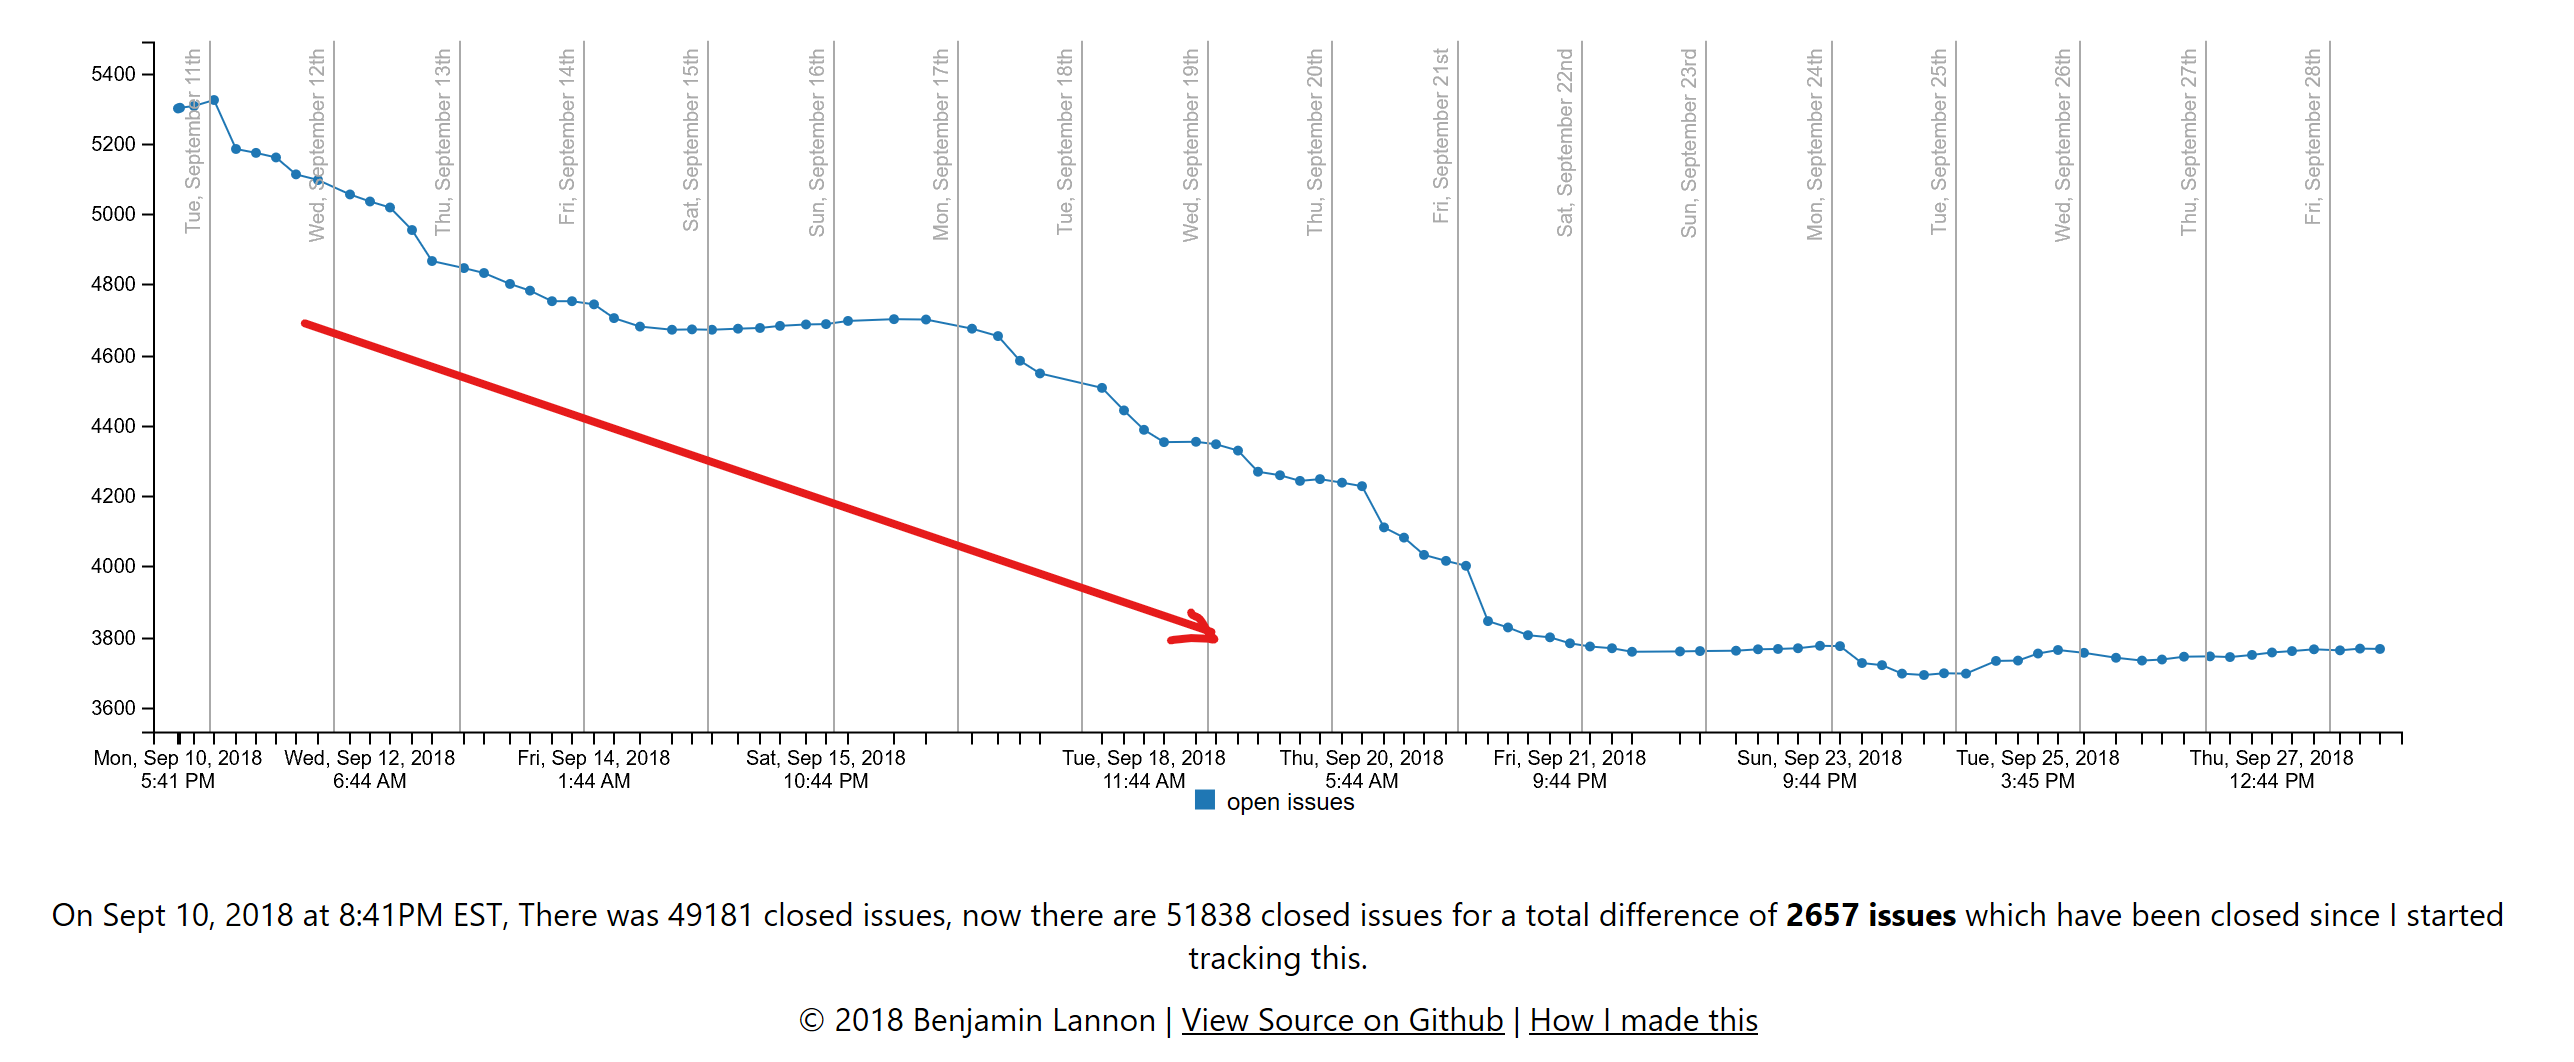 Tue, September 11th
Wed, September 12th
Thu, September 13th
Fri, September 14th
Sat, September 15th
Sun, September 16th
Mon, September 17th
Tue, September 18th
Wed, September 19th
Thu, September 20th
Fri, September 21st
Sat, September 22nd
Sun, September 23rd
Mon, September 24th
Tue, September 25th
Wed, September 26th
Thu, September 27th
Fri, September 28th
5400
5200
5000
4800
4600
4400
4200
4000
3800
3600
Mon, Sep 10, 2018
5:41 PM
Wed, Sep 12, 2018
6:44 AM
Fri, Sep 14, 2018
1:44 AM
Sat, Sep 15, 2018
10:44 PM
Tue, Sep 18, 2018
11:44 AM
Thu, Sep 20, 2018
5:44 AM
Fri, Sep 21, 2018
9:44 PM
Sun, Sep 23, 2018
9:44 PM
Tue, Sep 25, 2018
3:45 PM
Thu, Sep 27, 2018
12:44 PM
open issues
On Sept 10, 2018 at 8:41PM EST, There was 49181 closed issues, now there are 51838 closed issues for a total difference of 2657 issues which have been closed since I started
tracking this.
© 2018 Benjamin Lannon | View Source on Github | How I made this